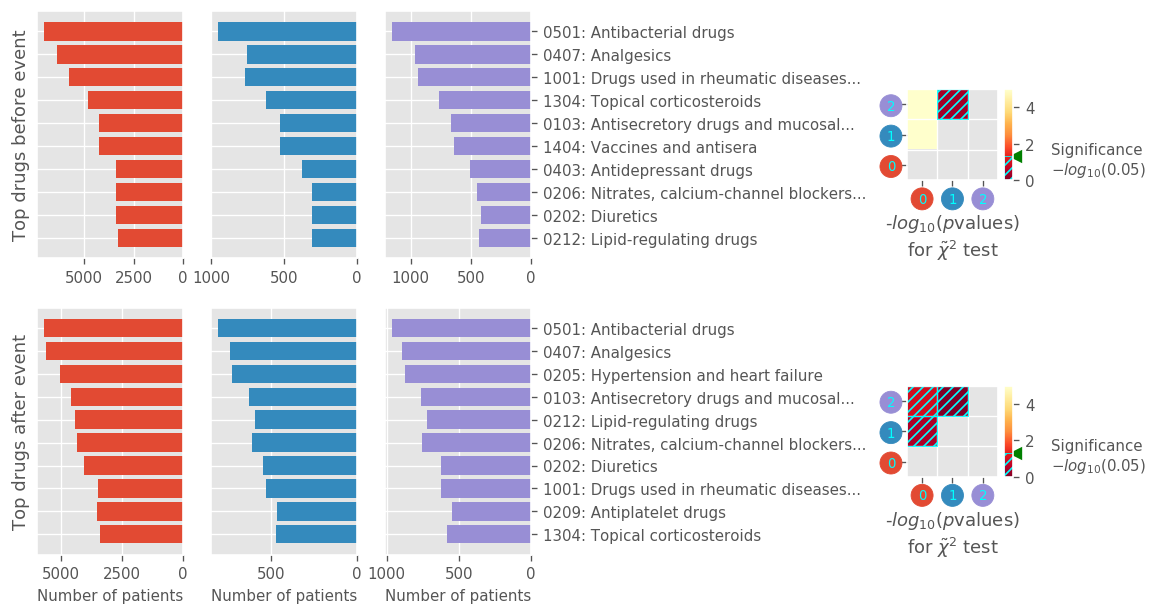 Top drugs before event
0501: Antibacterial drugs
0407: Analgesics
1001: Drugs used in rheumatic diseases...
1304: Topical corticosteroids
0103: Antisecretory drugs and mucosal...
1404: Vaccines and antisera
0403: Antidepressant drugs
0206: Nitrates, calcium-channel blockers...
0202: Diuretics
0212: Lipid-regulating drugs
5000 2500 0
1000 500 0
1000 500 0
2
1
0
0 1 2
4
2
0
Significance
−log₁₀(0.05)
-log₁₀(pvalues)
for χ̃² test
Top drugs after event
0501: Antibacterial drugs
0407: Analgesics
0205: Hypertension and heart failure
0103: Antisecretory drugs and mucosal...
0212: Lipid-regulating drugs
0206: Nitrates, calcium-channel blockers...
0202: Diuretics
1001: Drugs used in rheumatic diseases...
0209: Antiplatelet drugs
1304: Topical corticosteroids
5000 2500 0
500 0
1000 500 0
Number of patients
Number of patients
Number of patients
2
1
0
0 1 2
4
2
0
Significance
−log₁₀(0.05)
-log₁₀(pvalues)
for χ̃² test